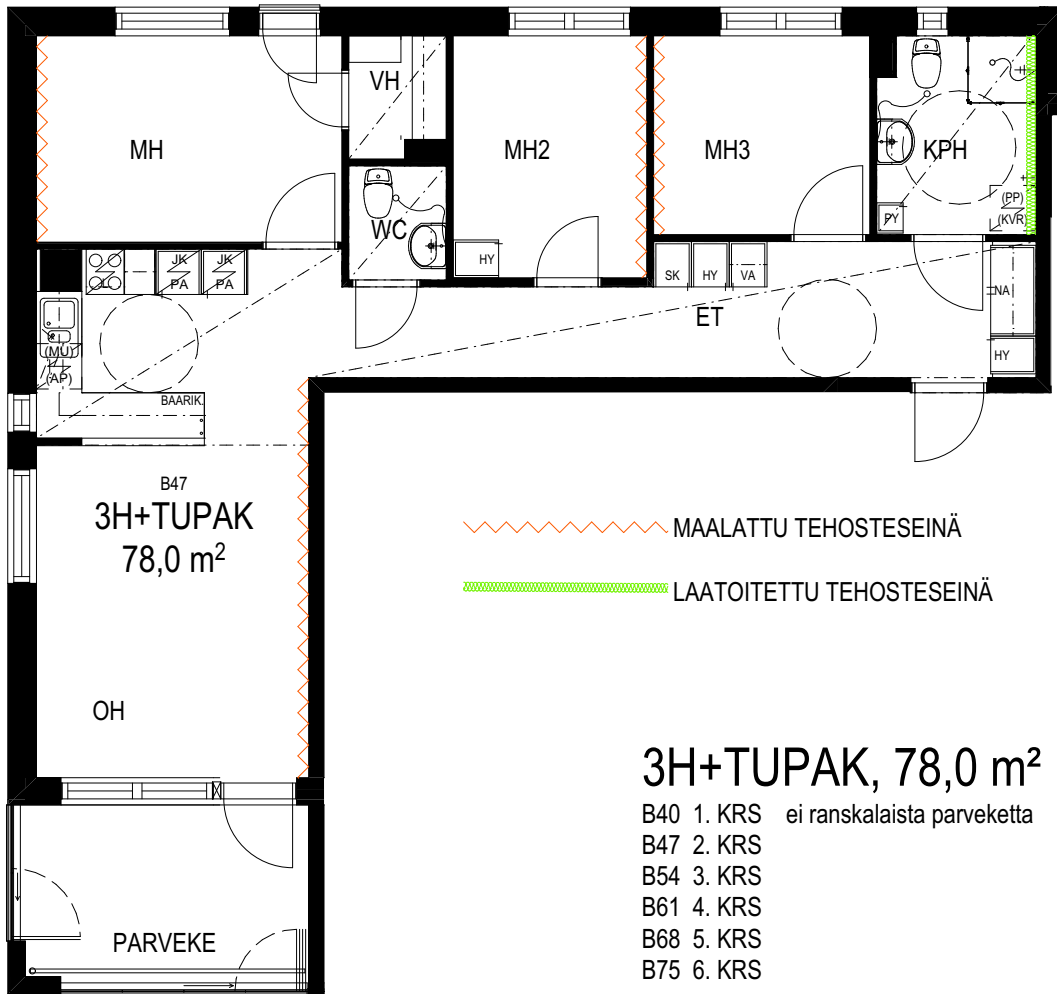 MH
VH
MH2
MH3
KPH
WC
PY
(PP)
(KVR)
HY
SK
HY
VA
ET
NA
HY
JK
PA
JK
PA
(MU)
(AP)
BAARIK.
B47
3H+TUPAK
78,0 m²
MAALATTU TEHOSTESEINÄ
LAATOITETTU TEHOSTESEINÄ
OH
PARVEKE
3H+TUPAK, 78,0 m²
B40 1. KRS ei ranskalaista parveketta
B47 2. KRS
B54 3. KRS
B61 4. KRS
B68 5. KRS
B75 6. KRS